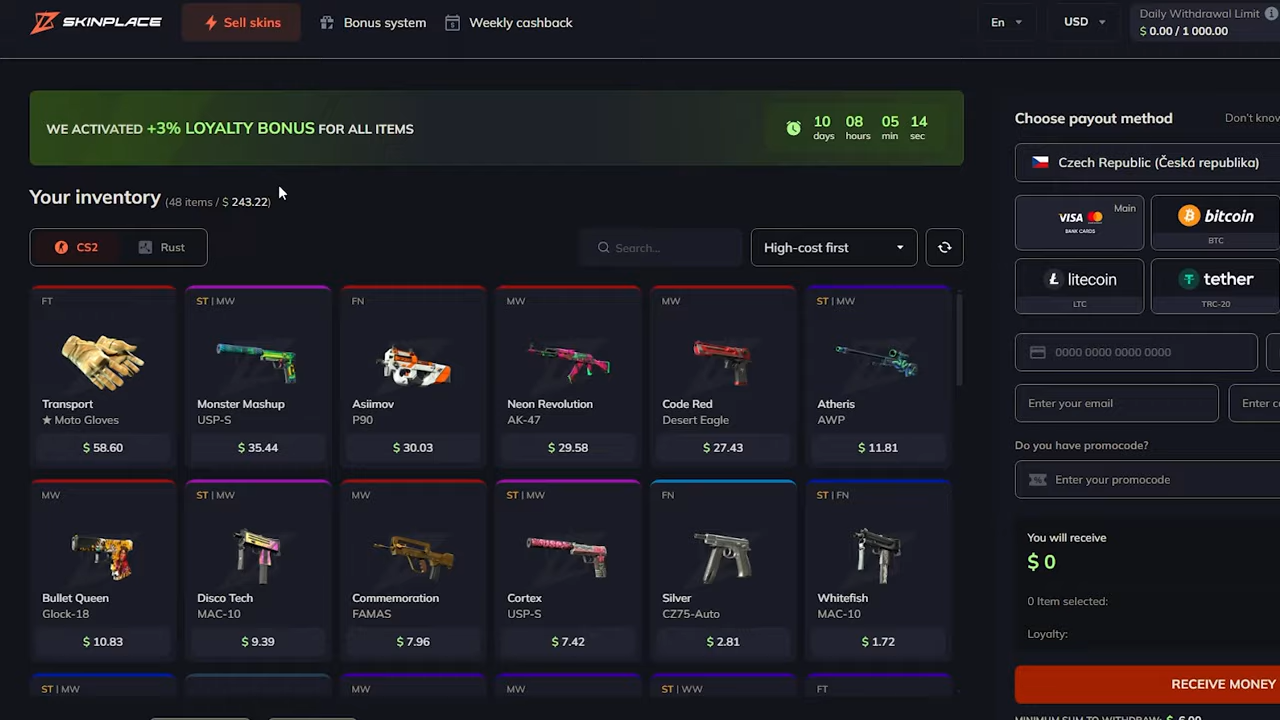 SKINPLACE
Sell skins
Bonus system
Weekly cashback
En
USD
Daily Withdrawal Limit
$ 0.00 / 1 000.00
WE ACTIVATED +3% LOYALTY BONUS FOR ALL ITEMS
10 08 05 14
days hours min sec
Your inventory (48 items / $ 243.22)
CS2
Rust
Search...
High-cost first
FT
Transport
★ Moto Gloves
$ 58.60
ST | MW
Monster Mashup
USP-S
$ 35.44
FN
Asiimov
P90
$ 30.03
MW
Neon Revolution
AK-47
$ 29.58
MW
Code Red
Desert Eagle
$ 27.43
ST | MW
Atheris
AWP
$ 11.81
MW
Bullet Queen
Glock-18
$ 10.83
ST | MW
Disco Tech
MAC-10
$ 9.39
MW
Commemoration
FAMAS
$ 7.96
ST | MW
Cortex
USP-S
$ 7.42
FN
Silver
CZ75-Auto
$ 2.81
ST | FN
Whitefish
MAC-10
$ 1.72
ST | MW
MW
MW
ST | WW
FT
Choose payout method
Don't know
Czech Republic (Česká republika)
VISA
BANK CARDS
Main
bitcoin
BTC
litecoin
LTC
tether
TRC-20
0000 0000 0000 0000
Enter your email
Enter c
Do you have promocode?
Enter your promocode
You will receive
$ 0
0 Item selected:
Loyalty:
RECEIVE MONEY
MINIMUM SUM TO WITHDRAW: $ 6.00